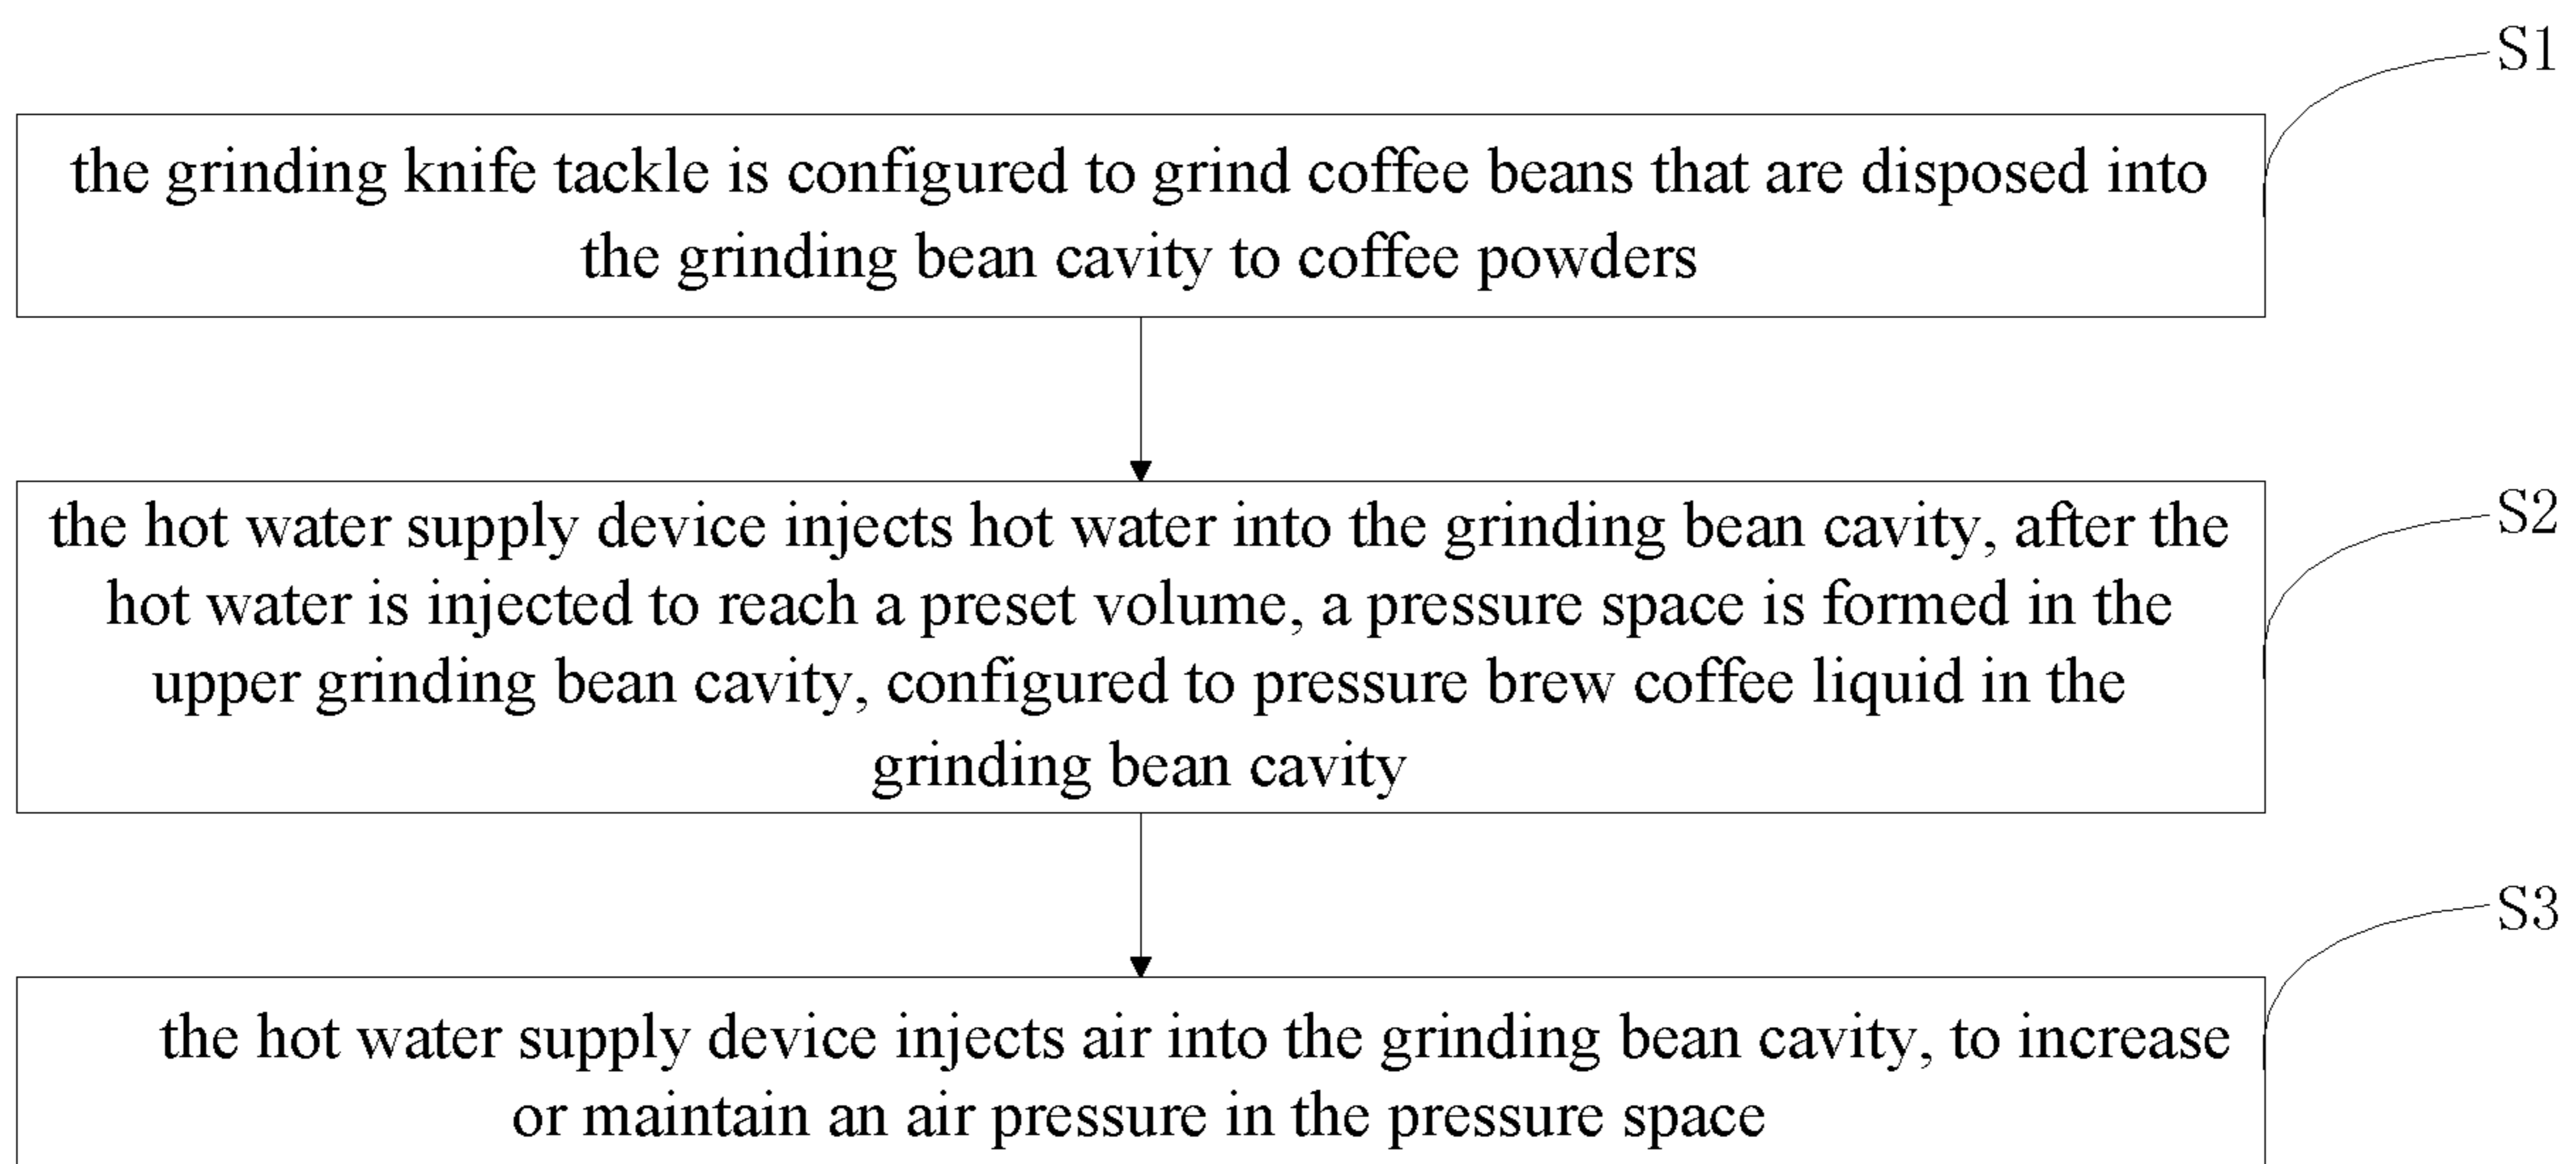 S1
the grinding knife tackle is configured to grind coffee beans that are disposed into
the grinding bean cavity to coffee powders
S2
the hot water supply device injects hot water into the grinding bean cavity, after the
hot water is injected to reach a preset volume, a pressure space is formed in the
upper grinding bean cavity, configured to pressure brew coffee liquid in the
grinding bean cavity
S3
the hot water supply device injects air into the grinding bean cavity, to increase
or maintain an air pressure in the pressure space